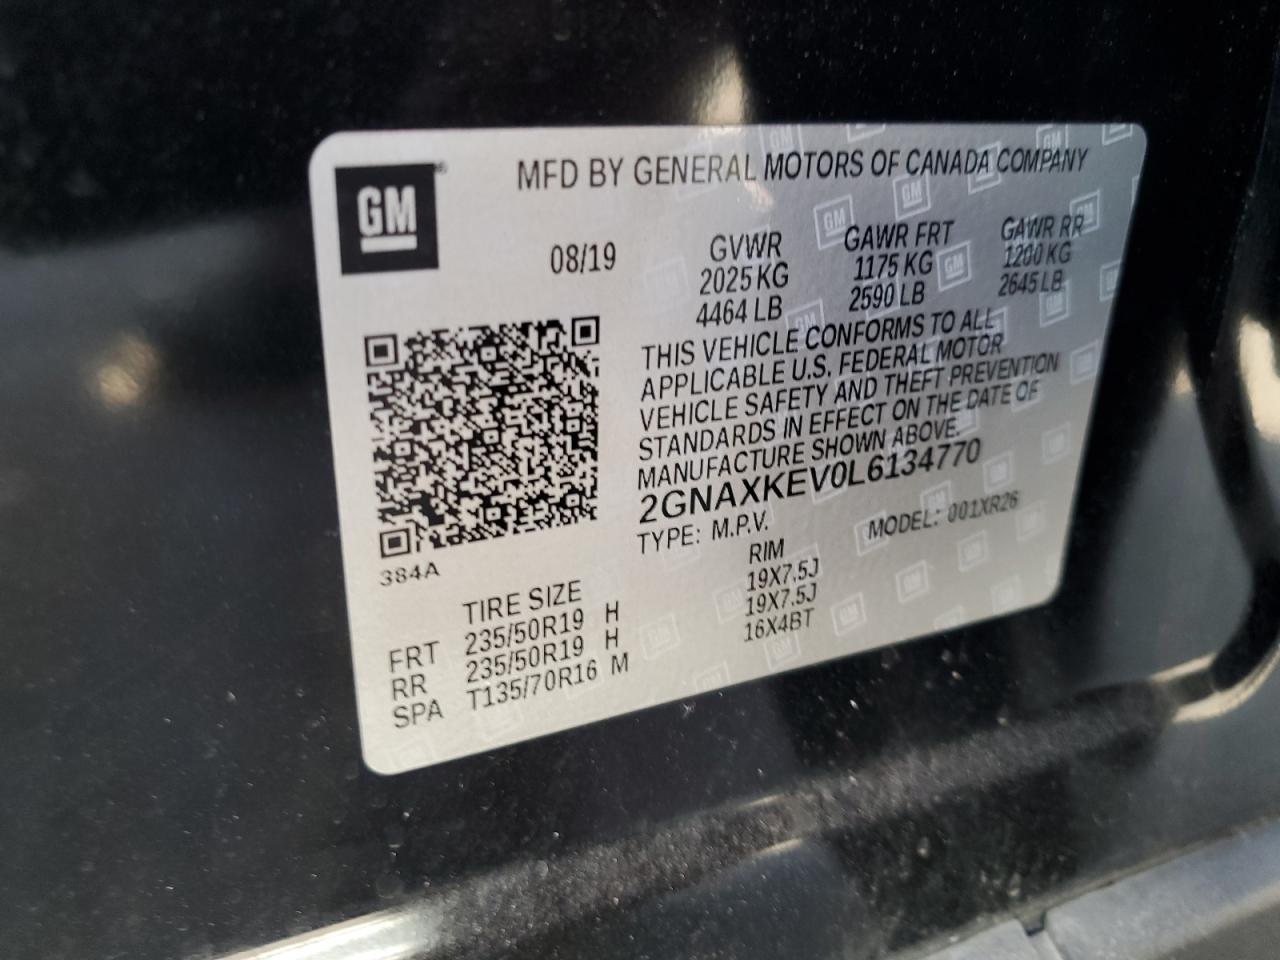 GM
MFD BY GENERAL MOTORS OF CANADA COMPANY
08/19
GVWR GAWR FRT GAWR RR
2025 KG 1175 KG 1200 KG
4464 LB 2590 LB 2645 LB
THIS VEHICLE CONFORMS TO ALL
APPLICABLE U.S. FEDERAL MOTOR
VEHICLE SAFETY AND THEFT PREVENTION
STANDARDS IN EFFECT ON THE DATE OF
MANUFACTURE SHOWN ABOVE.
2GNAXKEV0L6134770
TYPE: M.P.V. MODEL: 001XR26
384A
TIRE SIZE RIM
FRT 235/50R19 H 19X7.5J
RR 235/50R19 H 19X7.5J
SPA T135/70R16 M 16X4BT